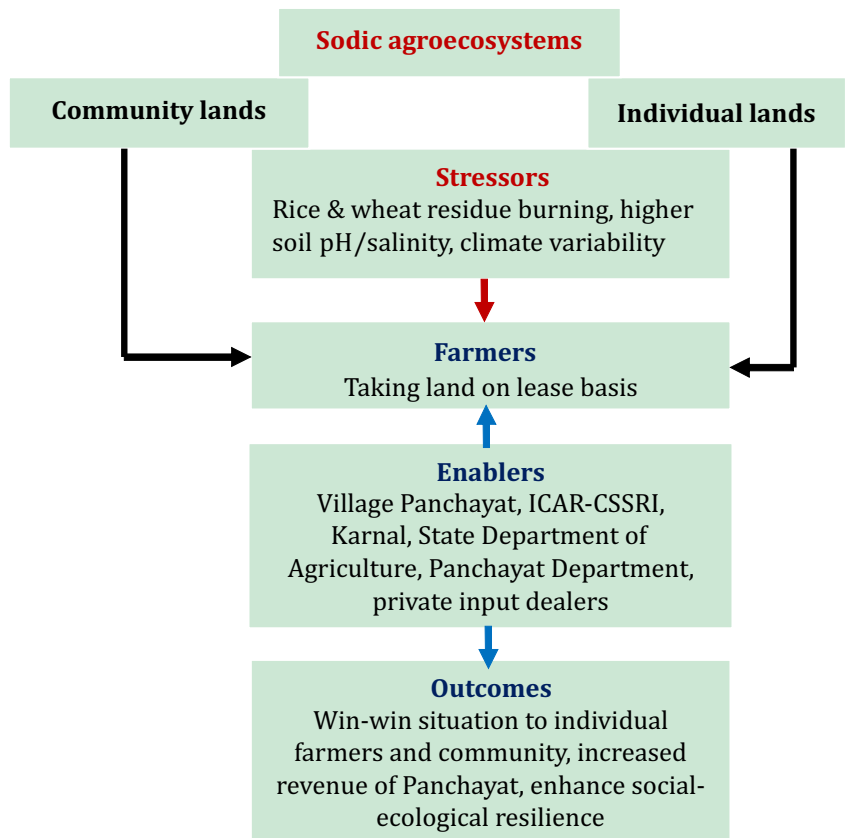 Sodic agroecosystems
Community lands
Individual lands
Stressors
Rice & wheat residue burning, higher
soil pH/salinity, climate variability
Farmers
Taking land on lease basis
Enablers
Village Panchayat, ICAR-CSSRI,
Karnal, State Department of
Agriculture, Panchayat Department,
private input dealers
Outcomes
Win-win situation to individual
farmers and community, increased
revenue of Panchayat, enhance social-
ecological resilience